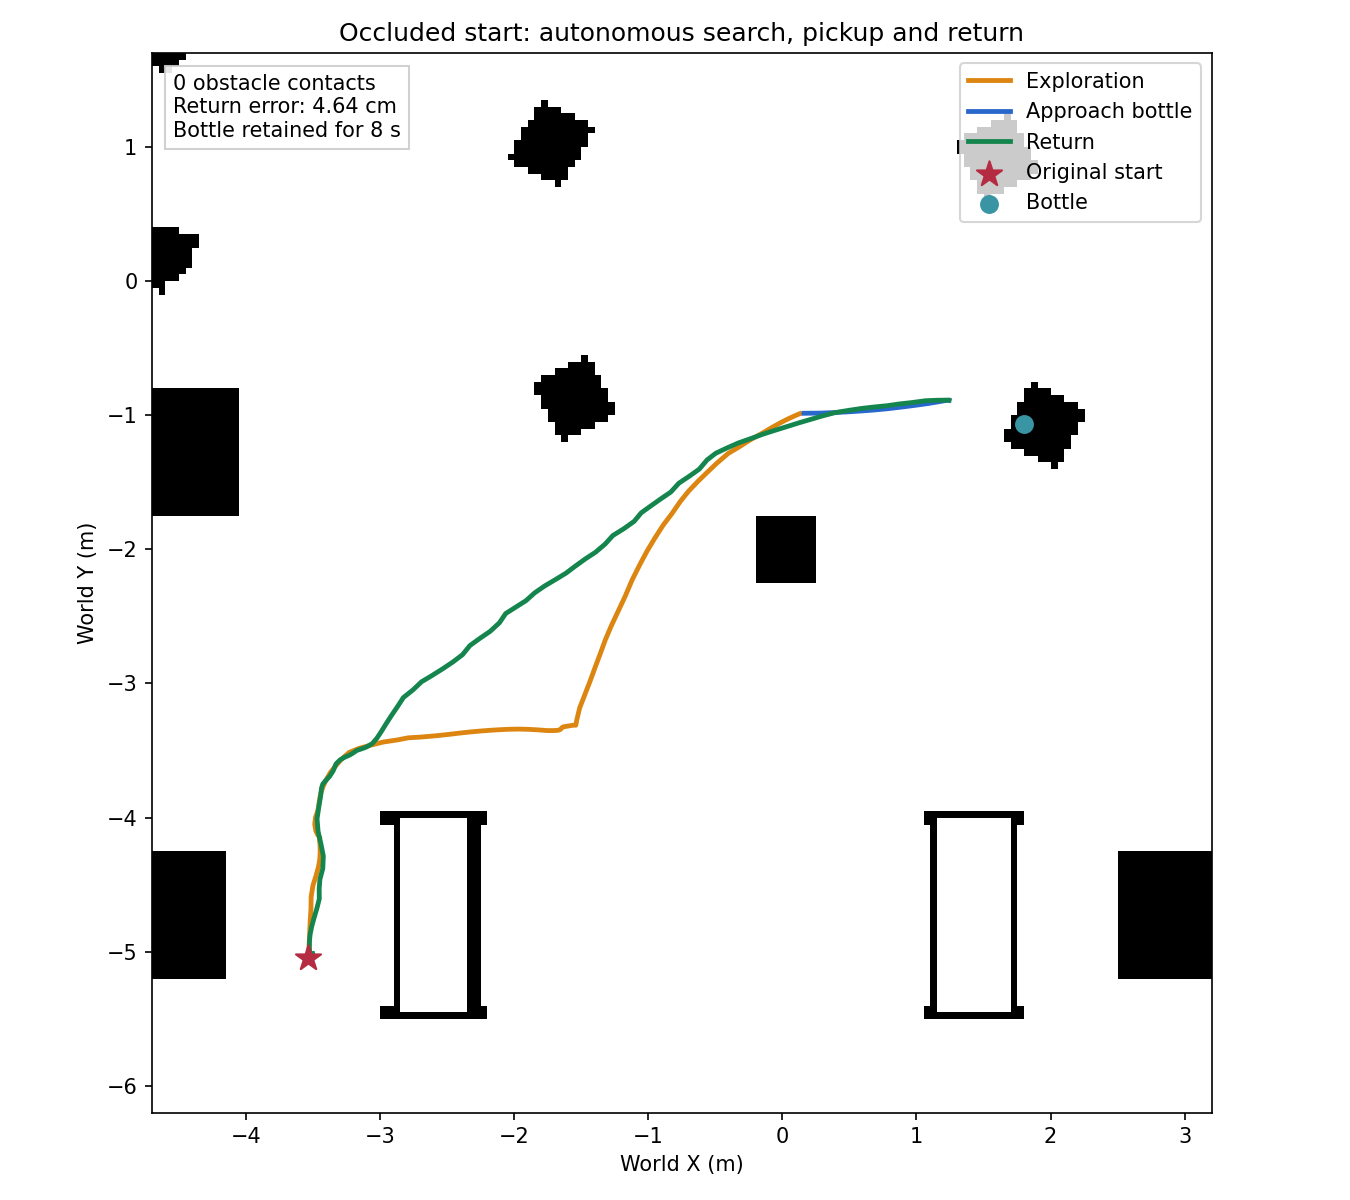 Occluded start: autonomous search, pickup and return
0 obstacle contacts
Return error: 4.64 cm
Bottle retained for 8 s
Exploration
Approach bottle
Return
Original start
Bottle
1
0
−1
−2
−3
−4
−5
−6
World Y (m)
−4
−3
−2
−1
0
1
2
3
World X (m)